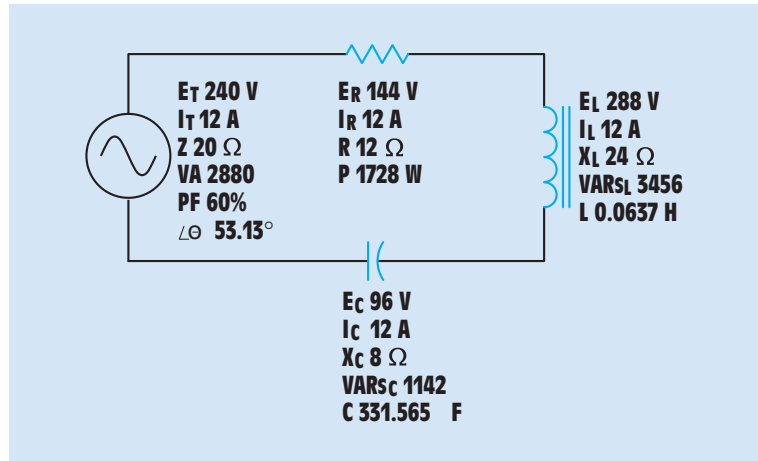 ET 240 V
IT 12 A
Z 20 Ω
VA 2880
PF 60%
∠Θ 53.13°
ER 144 V
IR 12 A
R 12 Ω
P 1728 W
EL 288 V
IL 12 A
XL 24 Ω
VARsL 3456
L 0.0637 H
EC 96 V
IC 12 A
XC 8 Ω
VARsC 1142
C 331.565 F